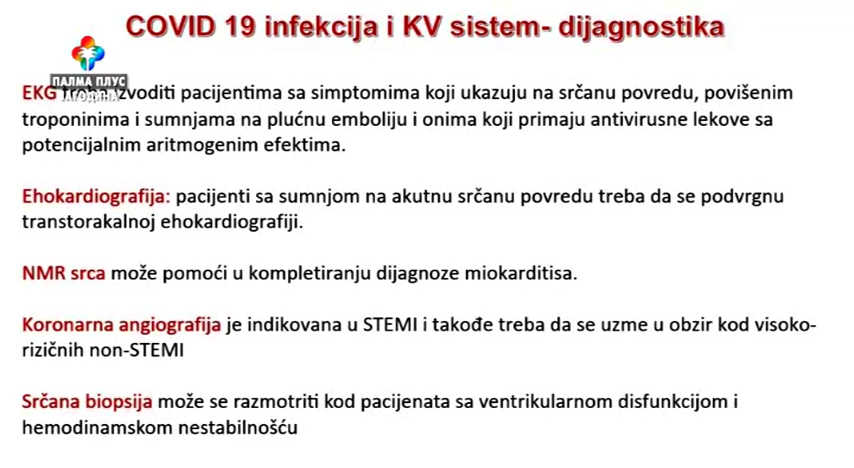 COVID 19 infekcija i KV sistem- dijagnostika
ПАЛМА ПЛУС
ЈАГОДИНА
EKG treba izvoditi pacijentima sa simptomima koji ukazuju na srčanu povredu, povišenim
troponinima i sumnjama na plućnu emboliju i onima koji primaju antivirusne lekove sa
potencijalnim aritmogenim efektima.
Ehokardiografija: pacijenti sa sumnjom na akutnu srčanu povredu treba da se podvrgnu
transtorakalnoj ehokardiografiji.
NMR srca može pomoći u kompletiranju dijagnoze miokarditisa.
Koronarna angiografija je indikovana u STEMI i takođe treba da se uzme u obzir kod visoko-
rizičnih non-STEMI
Srčana biopsija može se razmotriti kod pacijenata sa ventrikularnom disfunkcijom i
hemodinamskom nestabilnošću